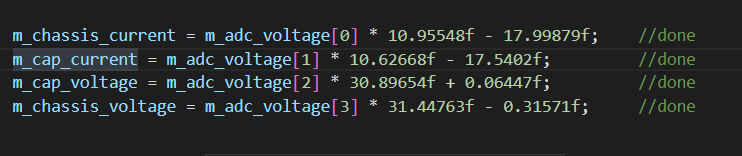 m_chassis_current = m_adc_voltage[0] * 10.95548f - 17.99879f;     //done
m_cap_current = m_adc_voltage[1] * 10.62668f - 17.5402f;          //done
m_cap_voltage = m_adc_voltage[2] * 30.89654f + 0.06447f;          //done
m_chassis_voltage = m_adc_voltage[3] * 31.44763f - 0.31571f;      //done